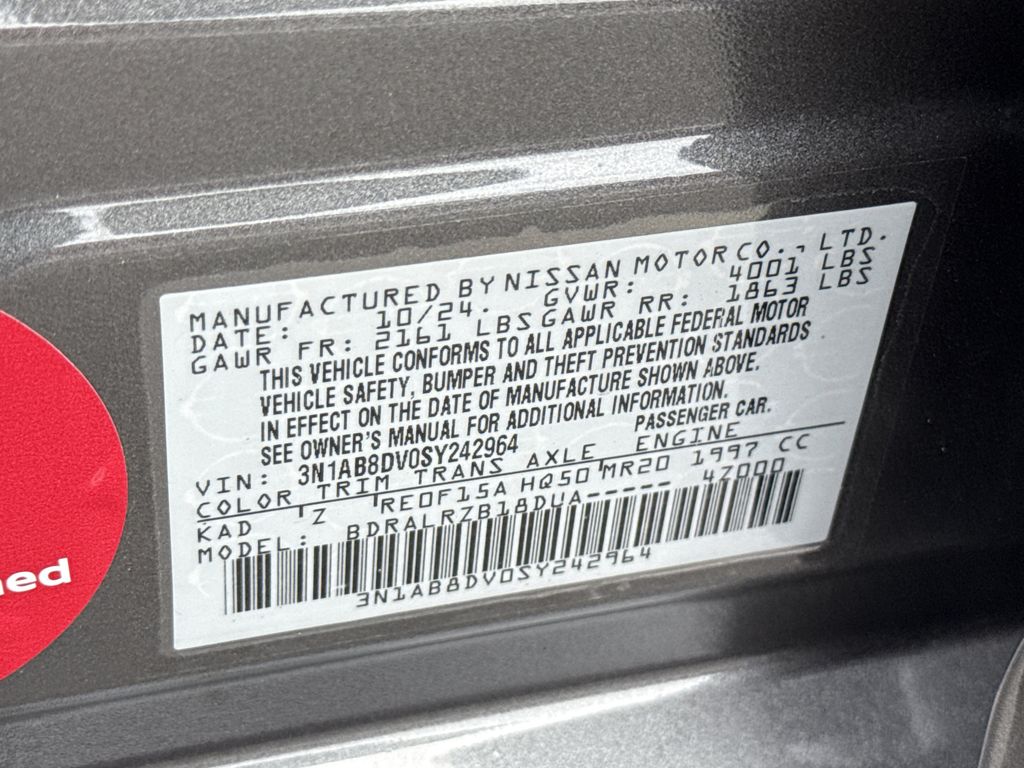 MANUFACTURED BY NISSAN MOTOR CO., LTD.
DATE: 10/24. GVWR: 4001 LBS
GAWR FR: 2161 LBS GAWR RR: 1863 LBS
THIS VEHICLE CONFORMS TO ALL APPLICABLE FEDERAL MOTOR
VEHICLE SAFETY, BUMPER AND THEFT PREVENTION STANDARDS
IN EFFECT ON THE DATE OF MANUFACTURE SHOWN ABOVE.
SEE OWNER'S MANUAL FOR ADDITIONAL INFORMATION.
VIN: 3N1AB8DV0SY242964 PASSENGER CAR.
COLOR TRIM TRANS AXLE ENGINE
KAD Z RE0F15A HQ50 MR20 1997 CC
MODEL: BDRALRZB18DUA----- 4Z000
3N1AB8DV0SY242964
ned